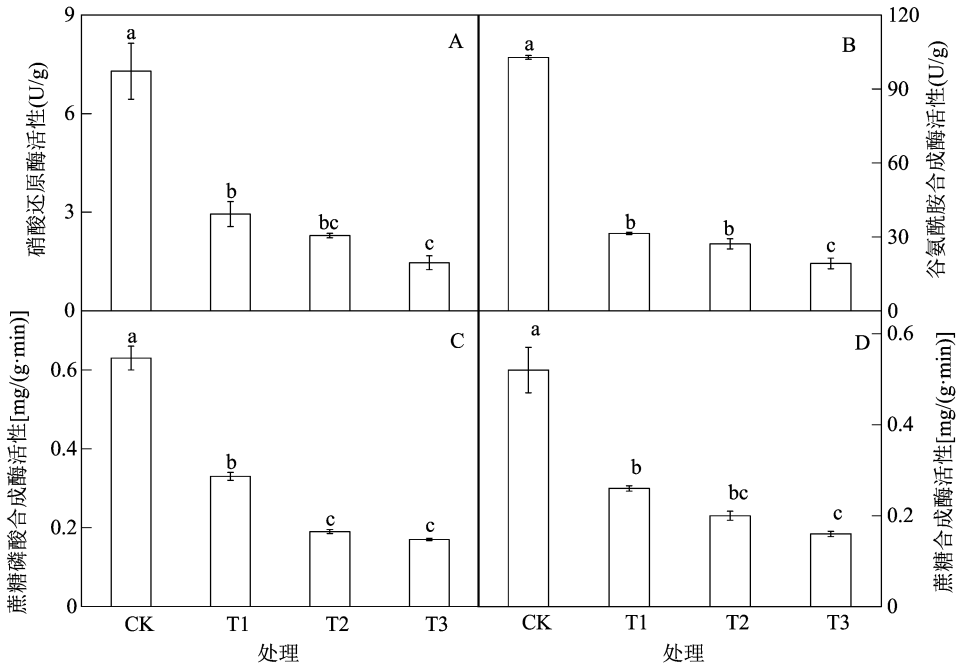 9
6
3
0
硝酸还原酶活性(U/g)
A
a
b
bc
c
120
90
60
30
0
谷氨酰胺合成酶活性(U/g)
B
a
b
b
c
0.6
0.4
0.2
0
蔗糖磷酸合成酶活性[mg/(g·min)]
C
a
b
c
c
0.6
0.4
0.2
0
蔗糖合成酶活性[mg/(g·min)]
D
a
b
bc
c
CK T1 T2 T3
处理
CK T1 T2 T3
处理